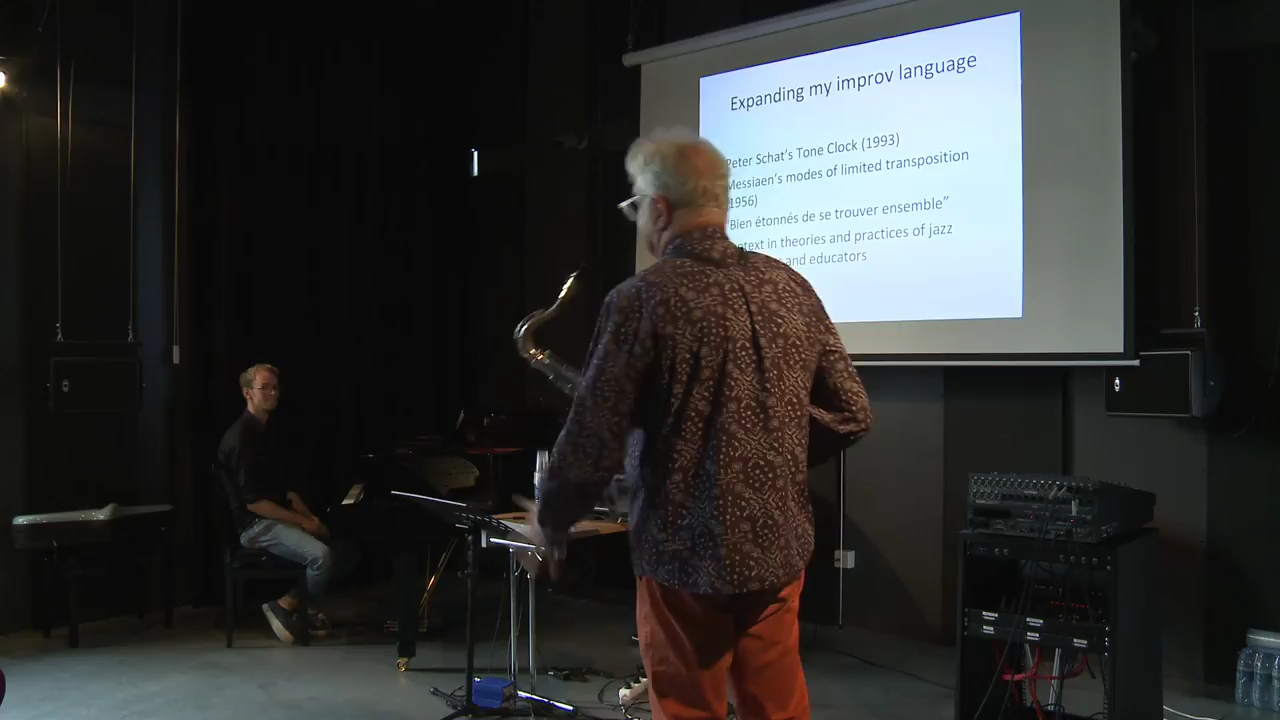 Expanding my improv language
Peter Schat's Tone Clock (1993)
Messiaen's modes of limited transposition
1956)
"Bien étonnés de se trouver ensemble"
in theories and practices of jazz
and educators